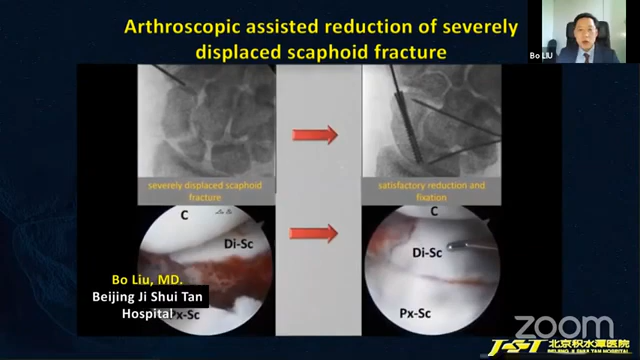 Arthroscopic assisted reduction of severely
displaced scaphoid fracture
Bo LIU
severely displaced scaphoid
fracture
satisfactory reduction and
fixation
C
Di-Sc
Px-Sc
C
Di-Sc
Px-Sc
Bo Liu, MD.
Beijing Ji Shui Tan
Hospital
zoom
JST 北京积水潭医院
BEIJING JI SHUI TAN HOSPITAL